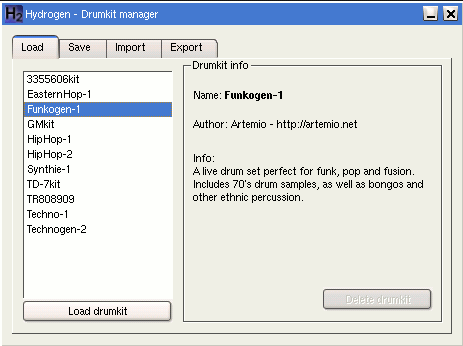 H2 Hydrogen - Drumkit manager
Load Save Import Export
3355606kit
EasternHop-1
Funkogen-1
GMkit
HipHop-1
HipHop-2
Synthie-1
TD-7kit
TR808909
Techno-1
Technogen-2
Load drumkit
Drumkit info
Name: Funkogen-1
Author: Artemio - http://artemio.net
Info:
A live drum set perfect for funk, pop and fusion.
Includes 70's drum samples, as well as bongos and
other ethnic percussion.
Delete drumkit